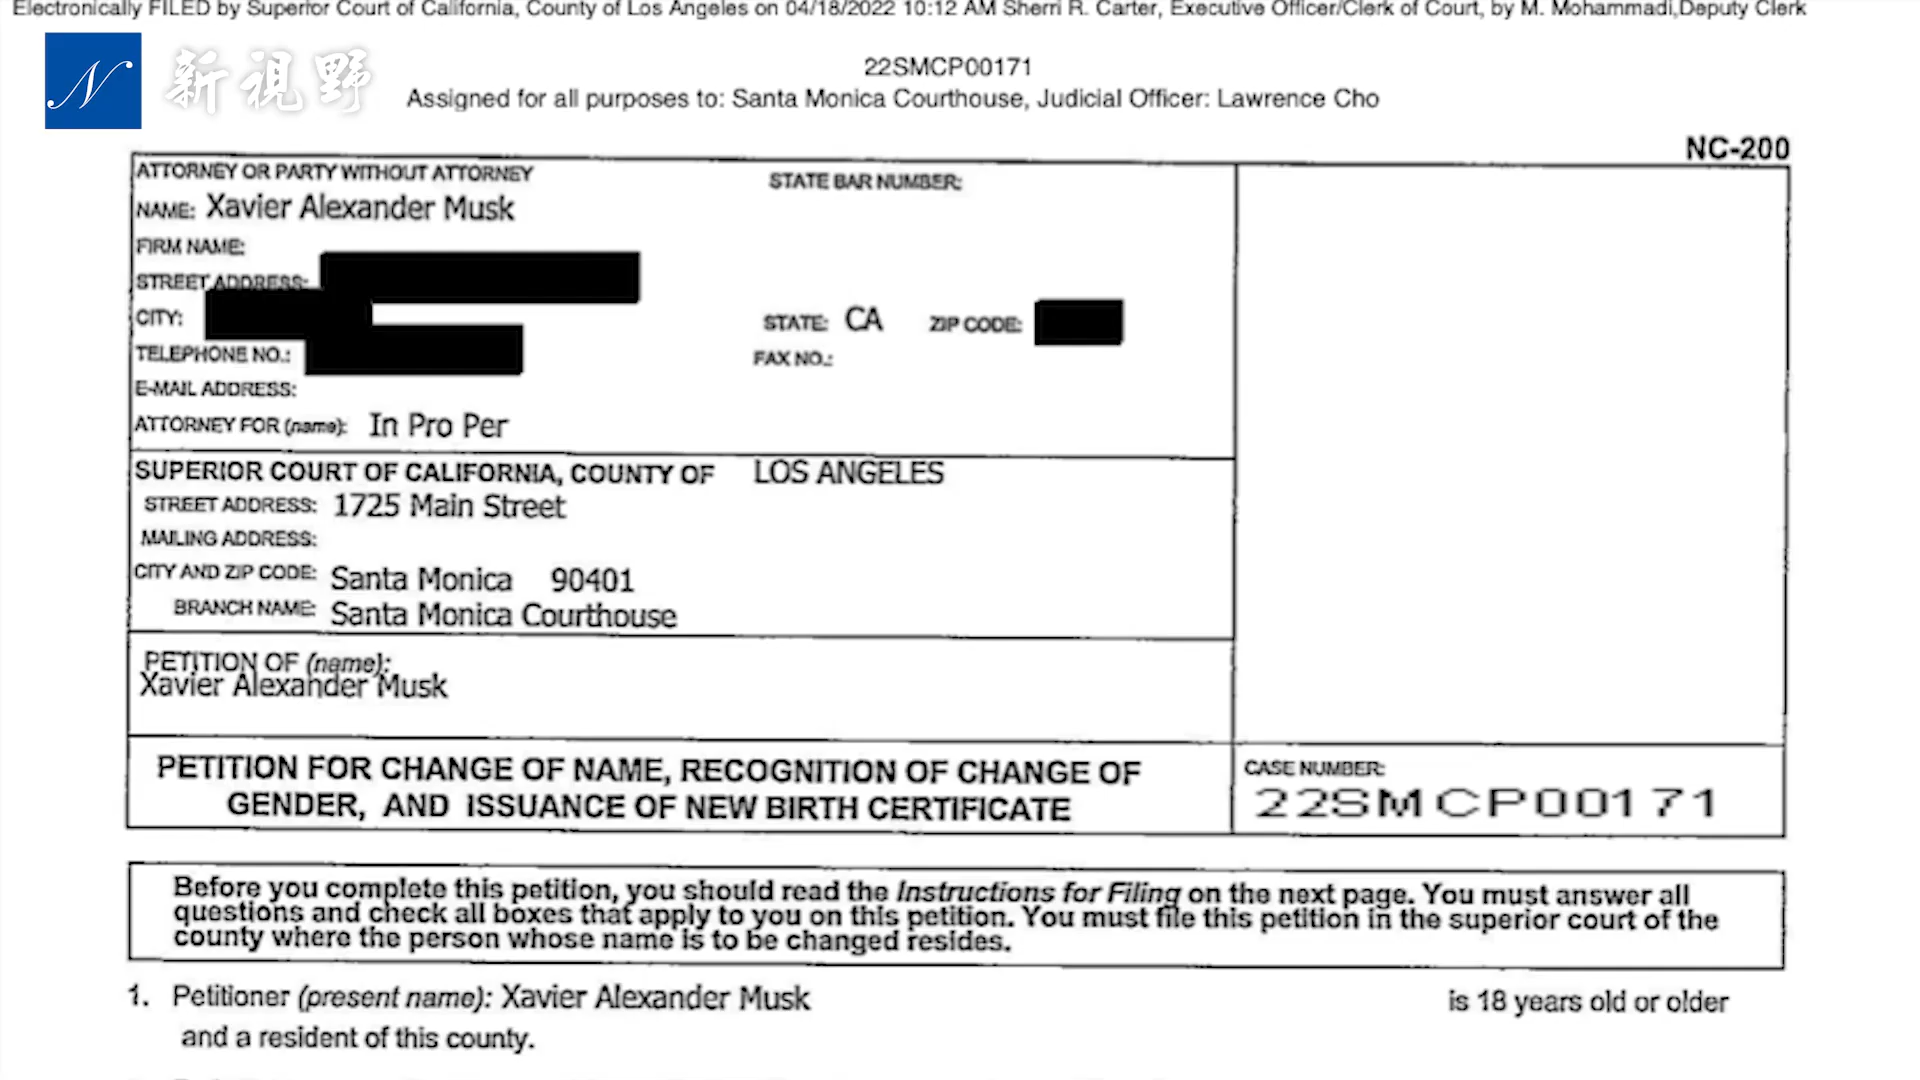 Electronically FILED by Superior Court of California, County of Los Angeles on 04/18/2022 10:12 AM Sherri R. Carter, Executive Officer/Clerk of Court, by M. Mohammadi,Deputy Clerk
N 新視野
22SMCP00171
Assigned for all purposes to: Santa Monica Courthouse, Judicial Officer: Lawrence Cho
NC-200
ATTORNEY OR PARTY WITHOUT ATTORNEY STATE BAR NUMBER:
NAME: Xavier Alexander Musk
FIRM NAME:
STREET ADDRESS:
CITY: STATE: CA ZIP CODE:
TELEPHONE NO.: FAX NO.:
E-MAIL ADDRESS:
ATTORNEY FOR (name): In Pro Per
SUPERIOR COURT OF CALIFORNIA, COUNTY OF LOS ANGELES
STREET ADDRESS: 1725 Main Street
MAILING ADDRESS:
CITY AND ZIP CODE: Santa Monica 90401
BRANCH NAME: Santa Monica Courthouse
PETITION OF (name):
Xavier Alexander Musk
PETITION FOR CHANGE OF NAME, RECOGNITION OF CHANGE OF
GENDER, AND ISSUANCE OF NEW BIRTH CERTIFICATE
CASE NUMBER:
22SMCP00171
Before you complete this petition, you should read the Instructions for Filing on the next page. You must answer all
questions and check all boxes that apply to you on this petition. You must file this petition in the superior court of the
county where the person whose name is to be changed resides.
1. Petitioner (present name): Xavier Alexander Musk is 18 years old or older
and a resident of this county.